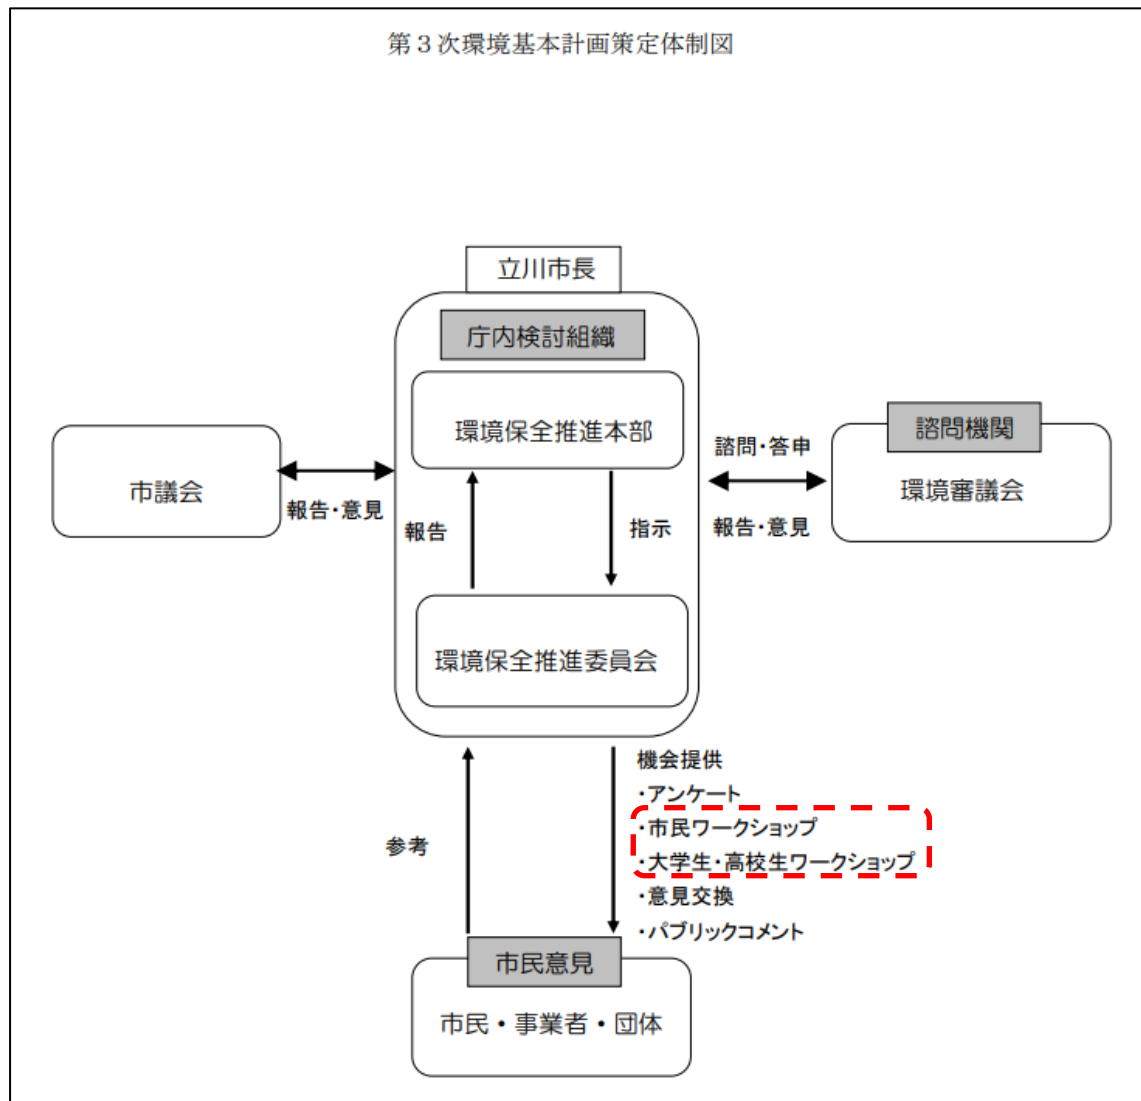 第３次環境基本計画策定体制図
立川市長
庁内検討組織
環境保全推進本部
諮問機関
環境審議会
諮問・答申
報告・意見
市議会
報告・意見
報告
指示
環境保全推進委員会
機会提供
・アンケート
・市民ワークショップ
・大学生・高校生ワークショップ
・意見交換
・パブリックコメント
参考
市民意見
市民・事業者・団体